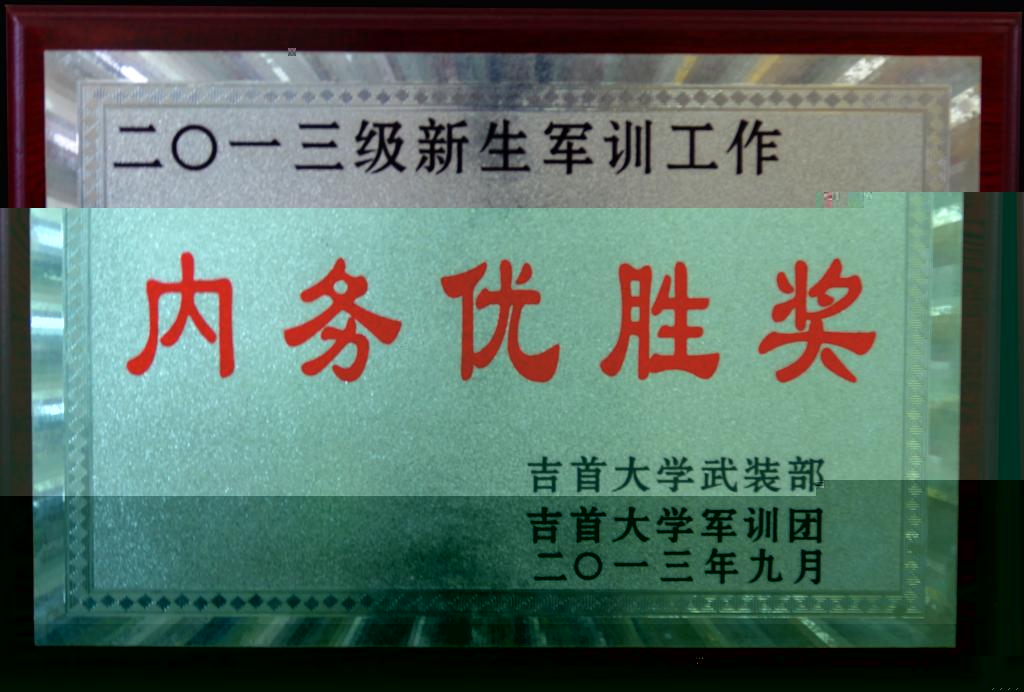 二〇一三级新生军训工作
内务优胜奖
吉首大学武装部
吉首大学军训团
二〇一三年九月